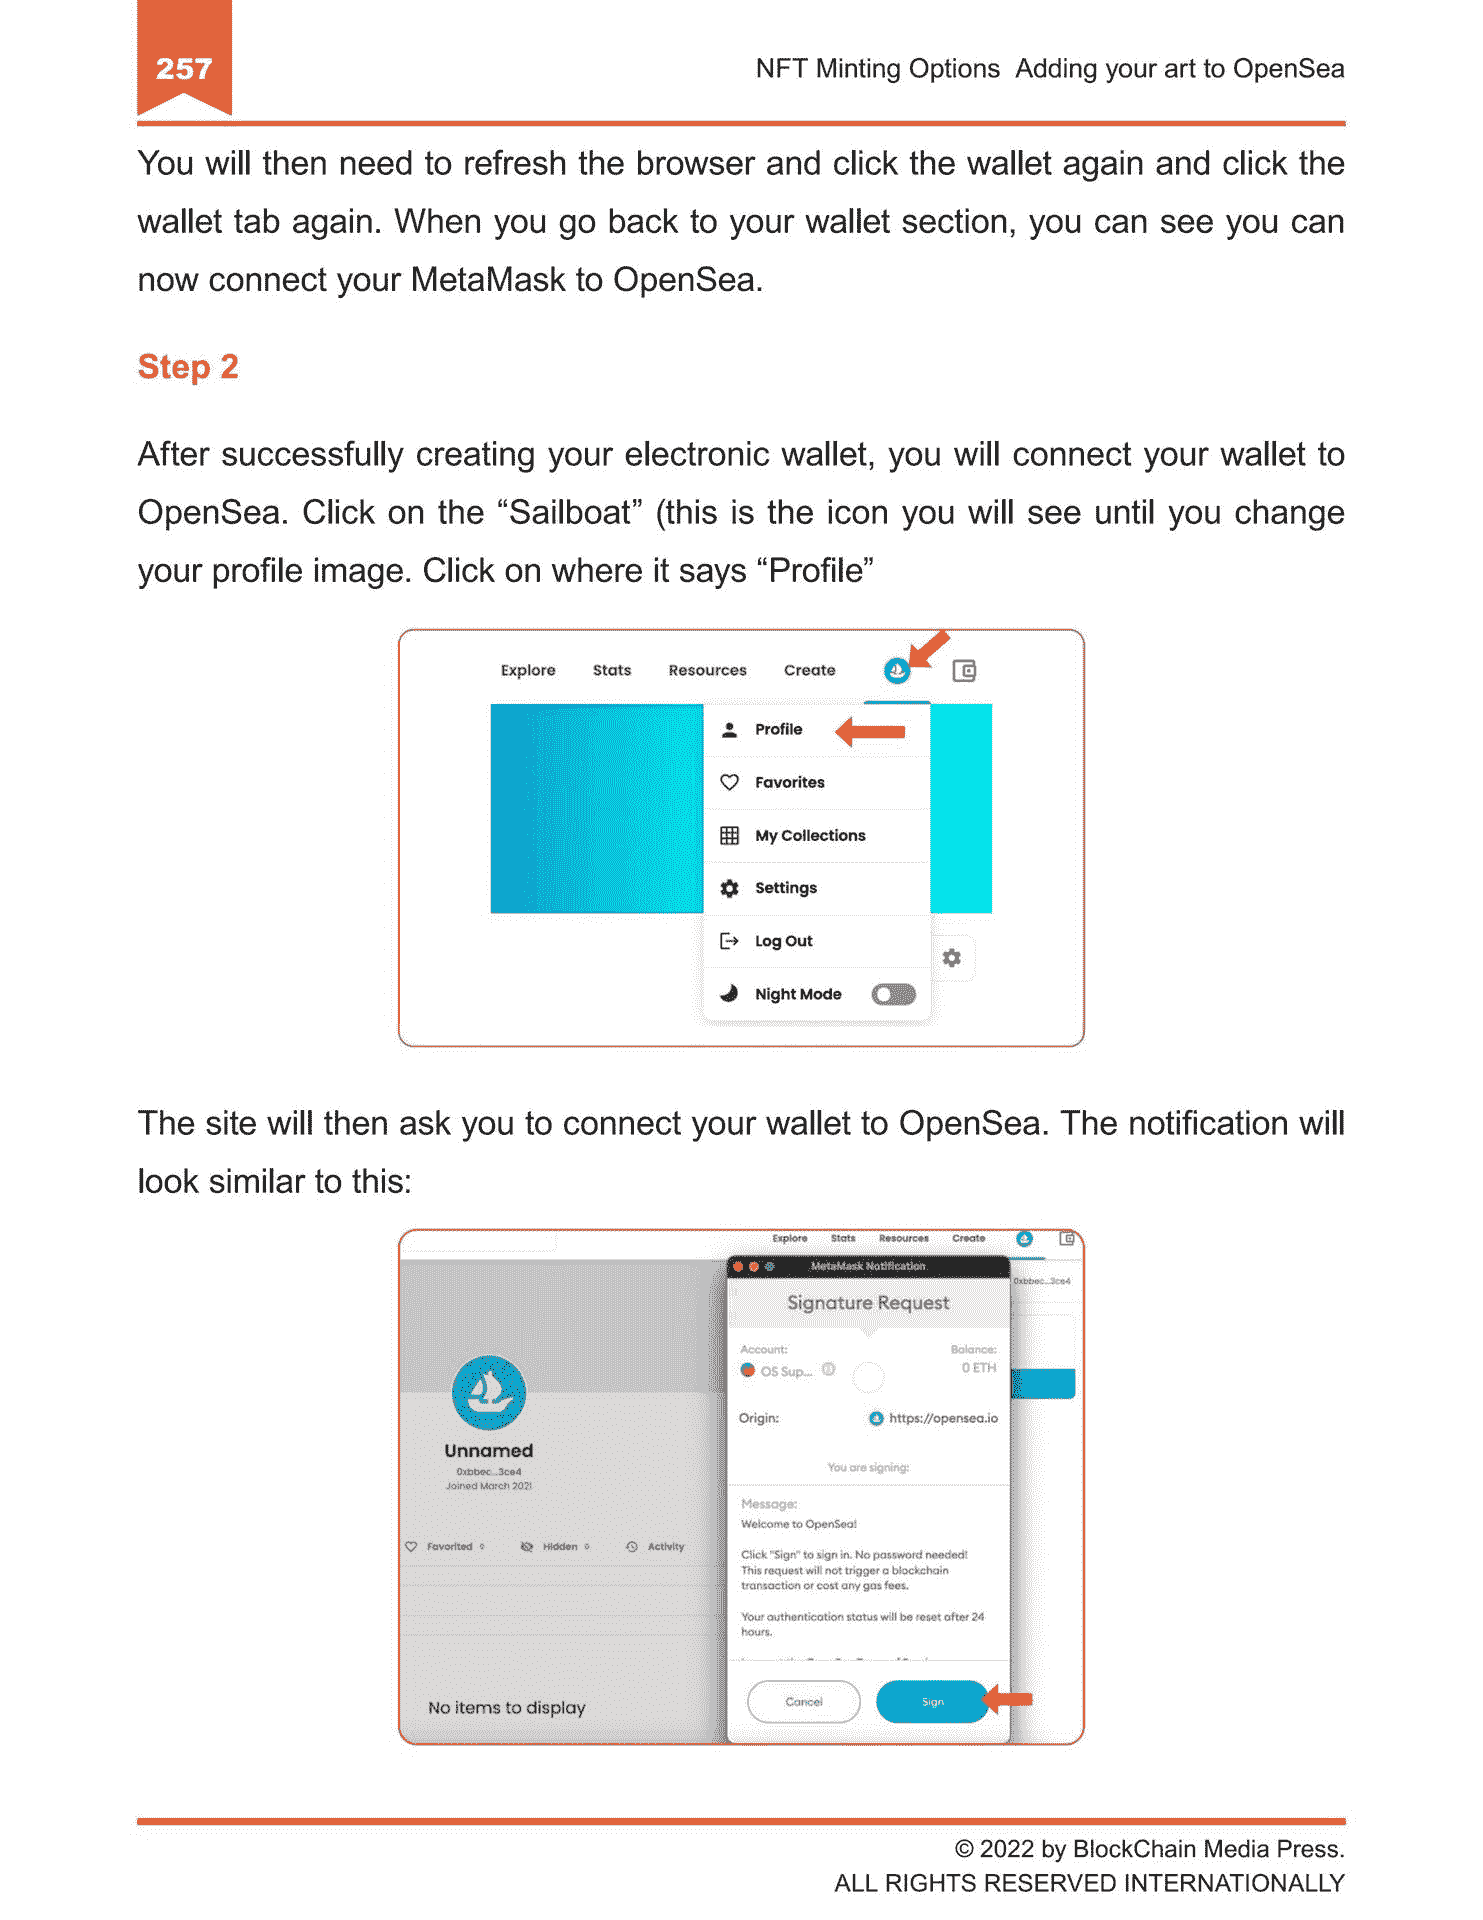 257
NFT Minting Options  Adding your art to OpenSea
You will then need to refresh the browser and click the wallet again and click the
wallet tab again. When you go back to your wallet section, you can see you can
now connect your MetaMask to OpenSea.
Step 2
After successfully creating your electronic wallet, you will connect your wallet to
OpenSea. Click on the “Sailboat” (this is the icon you will see until you change
your profile image. Click on where it says “Profile”
Explore Stats Resources Create
Profile
Favorites
My Collections
Settings
Log Out
Night Mode
The site will then ask you to connect your wallet to OpenSea. The notification will
look similar to this:
Explore Stats Resources Create
MetaMask Notification
0xbbec...3ce4
Signature Request
Account: Balance:
OS Sup... 0 ETH
Origin: https://opensea.io
Unnamed
0xbbec...3ce4
Joined March 2021
You are signing:
Message:
Welcome to OpenSea!
Favorited 0 Hidden 0 Activity
Click "Sign" to sign in. No password needed!
This request will not trigger a blockchain
transaction or cost any gas fees.
Your authentication status will be reset after 24
hours.
No items to display
Cancel Sign
© 2022 by BlockChain Media Press.
ALL RIGHTS RESERVED INTERNATIONALLY